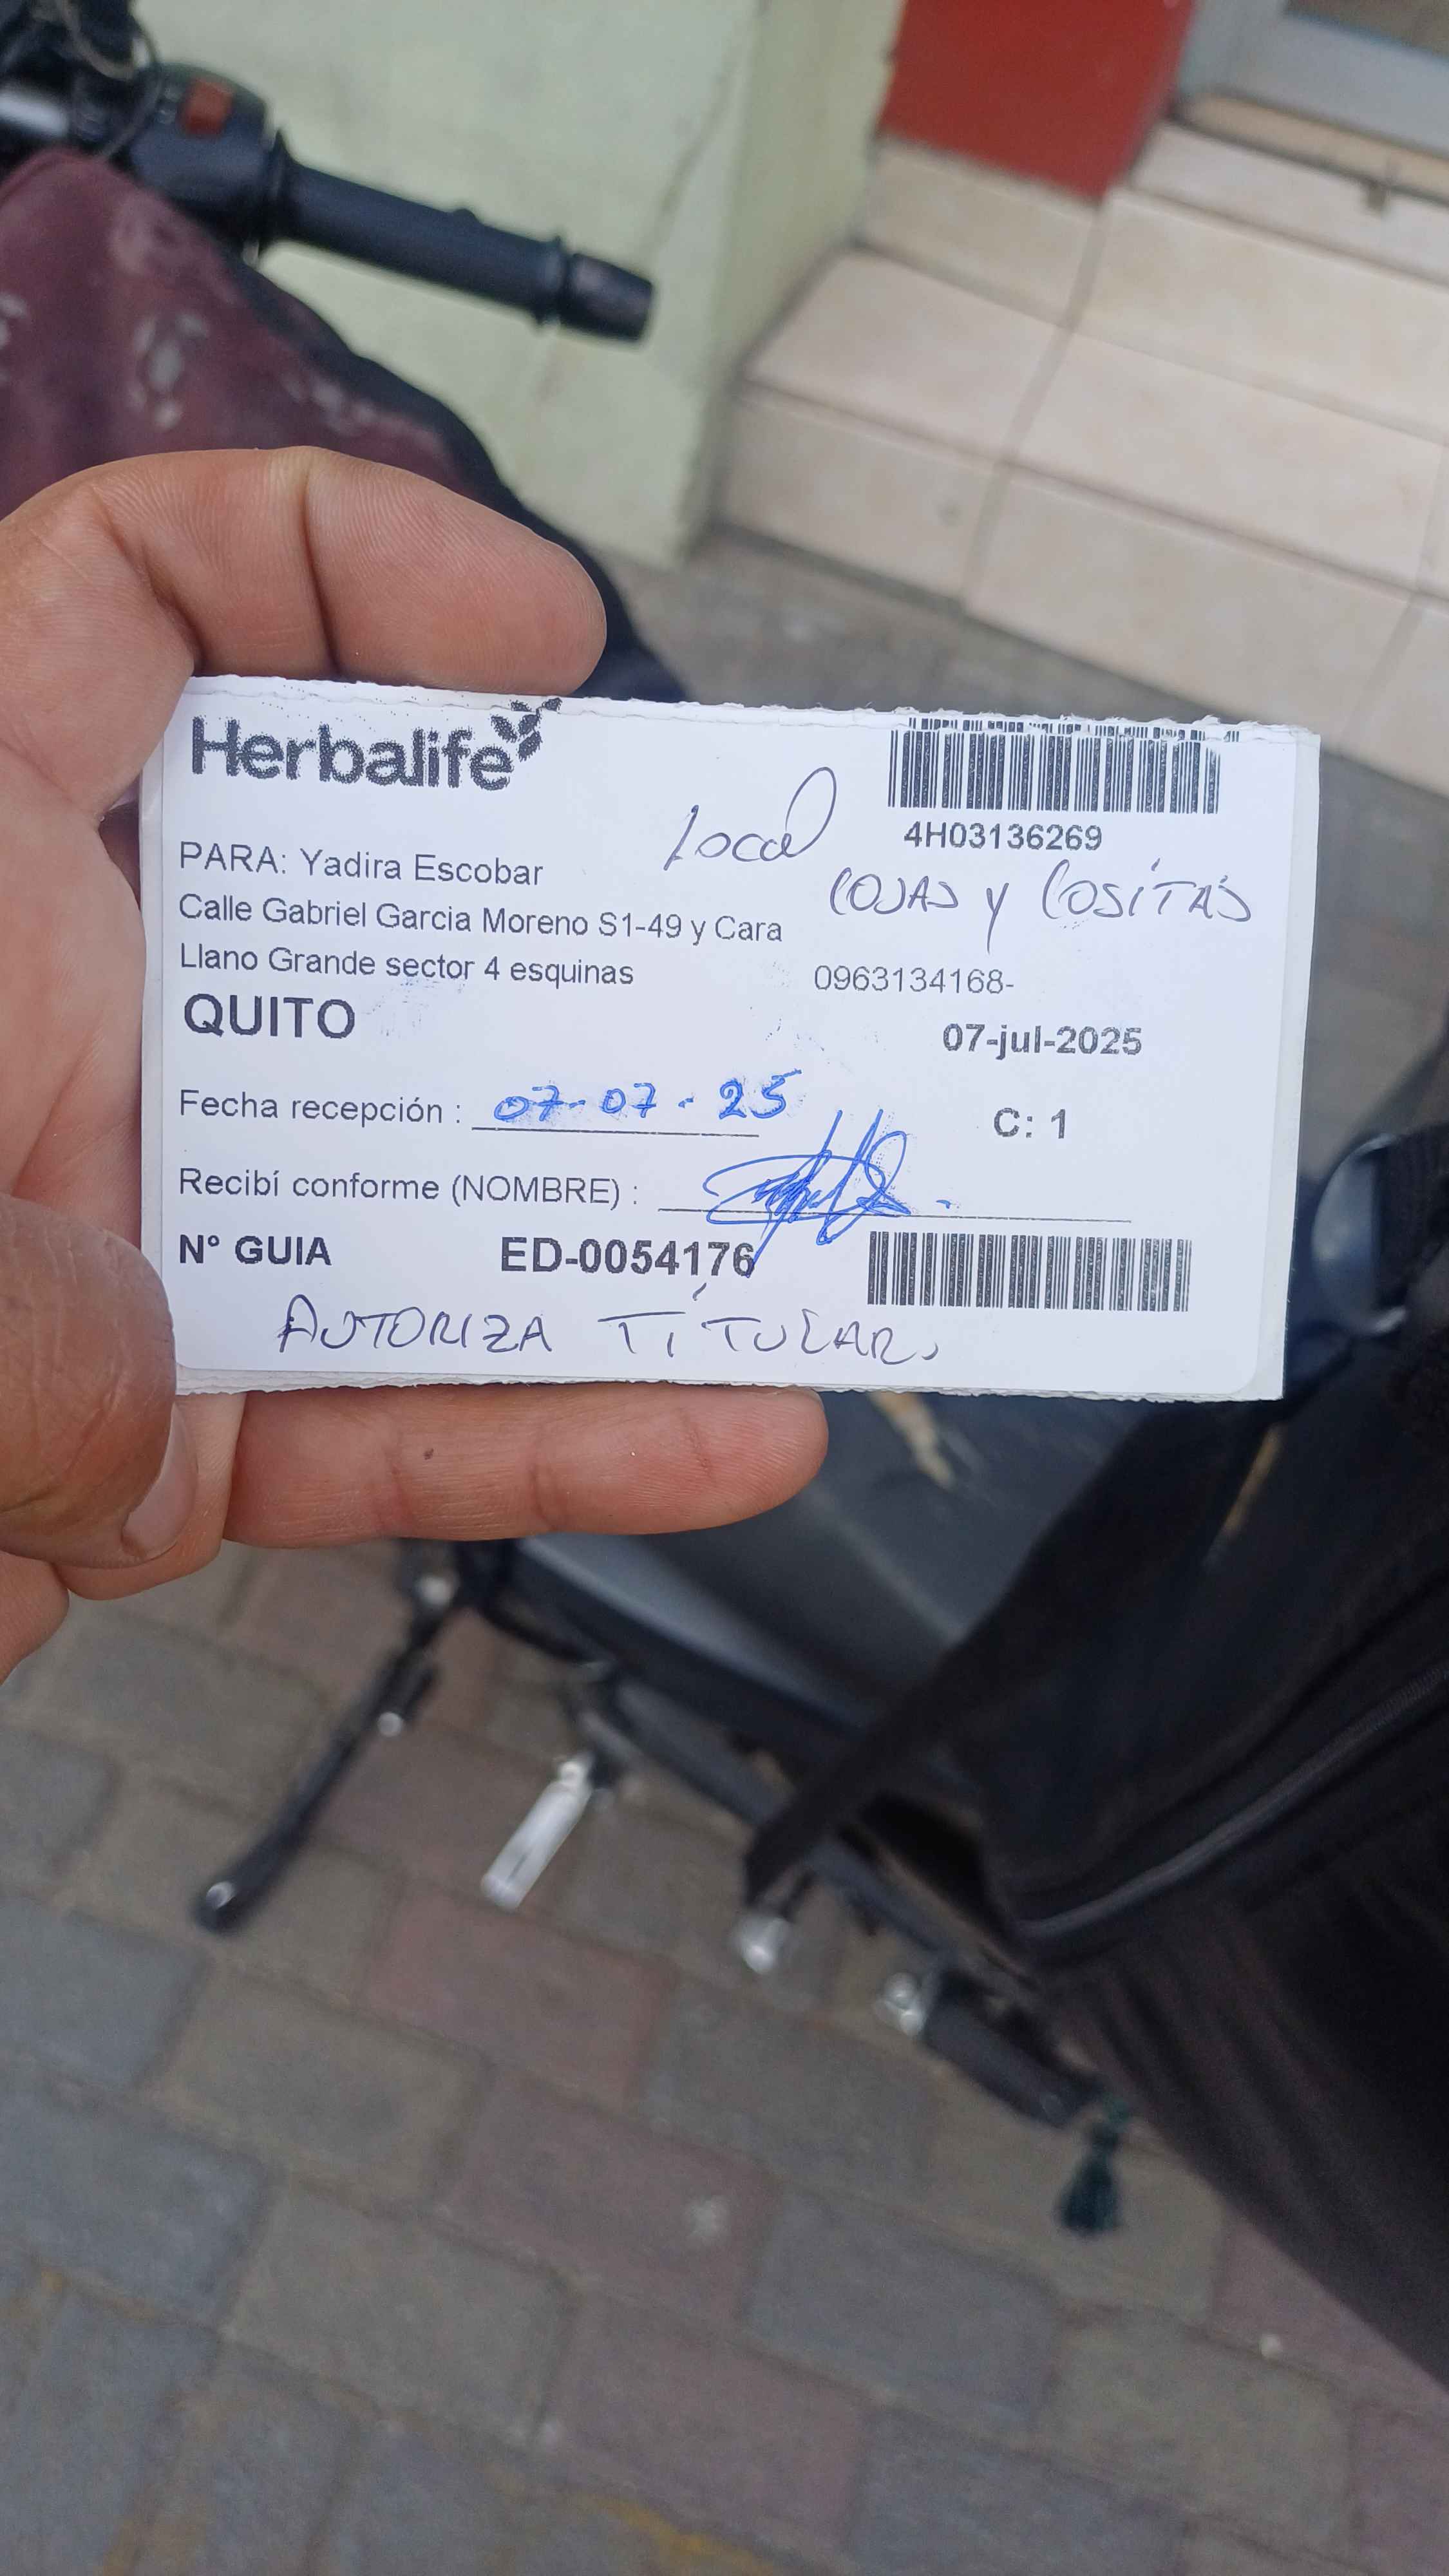 Herbalife
4H03136269
Local
COJAS y COSITAS
PARA: Yadira Escobar
Calle Gabriel Garcia Moreno S1-49 y Cara
Llano Grande sector 4 esquinas
0963134168-
QUITO
07-jul-2025
Fecha recepción : 07-07-25
C: 1
Recibí conforme (NOMBRE) :
N° GUIA ED-0054176
AUTORIZA TITULAR.